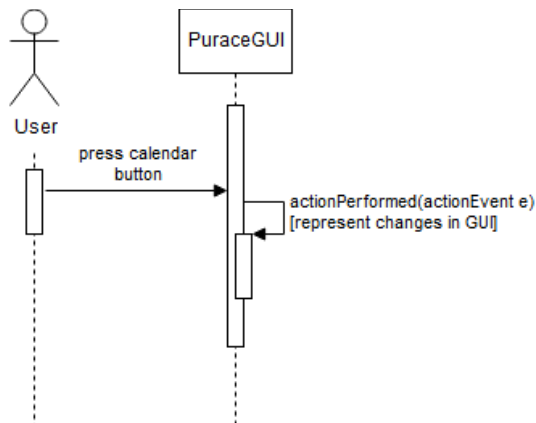 PuraceGUI
User
press calendar
button
actionPerformed(actionEvent e)
[represent changes in GUI]